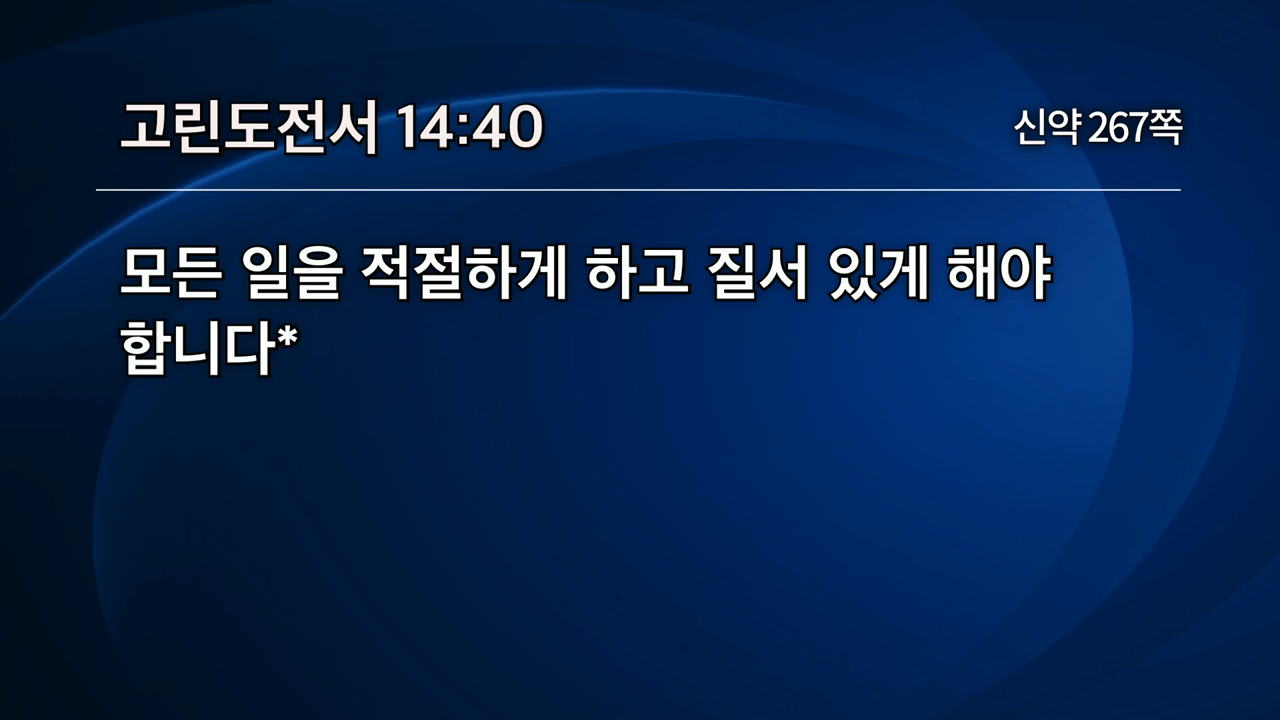 고린도전서 14:40
신약 267쪽
모든 일을 적절하게 하고 질서 있게 해야
합니다*